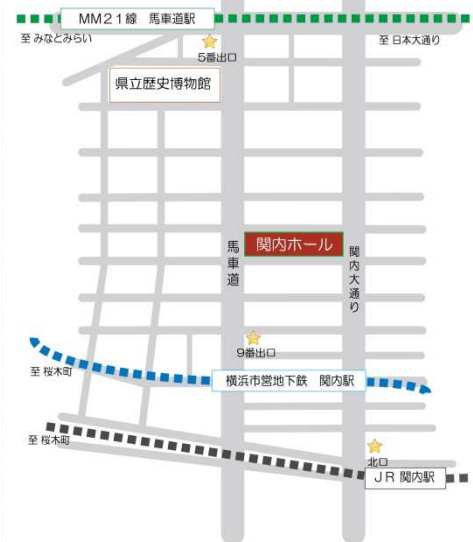 MM21線 馬車道駅
至 みなとみらい
至 日本大通り
5番出口
県立歴史博物館
関内ホール
馬車道
関内大通り
9番出口
至 桜木町
横浜市営地下鉄 関内駅
至 桜木町
北口
JR 関内駅